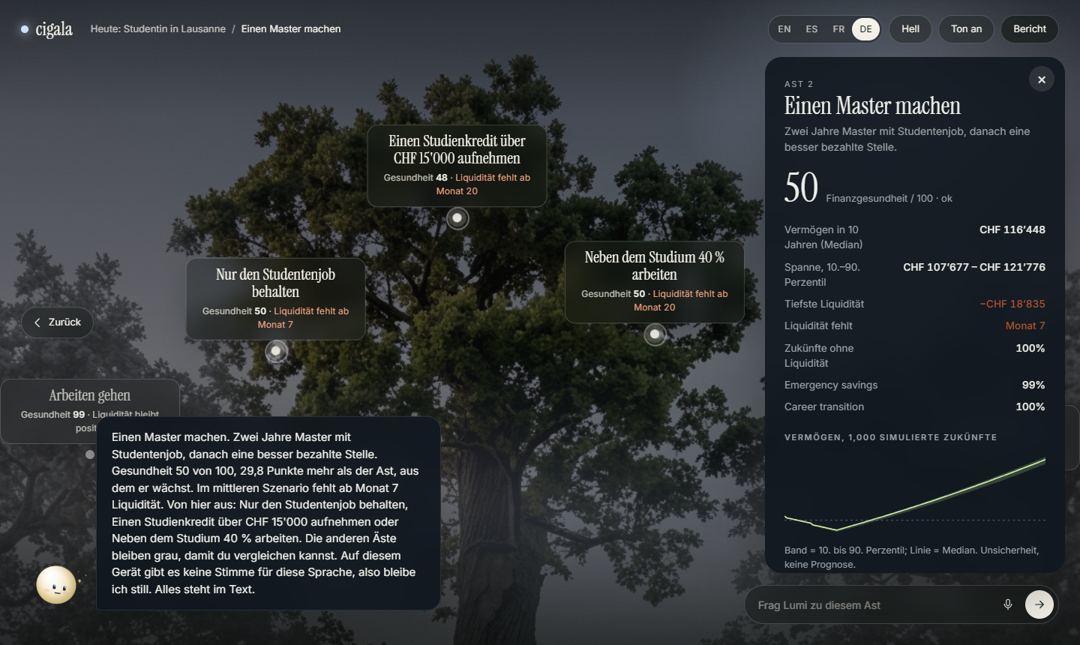 cigala
Heute: Studentin in Lausanne / Einen Master machen
EN ES FR DE
Hell
Ton an
Bericht
Einen Studienkredit über
CHF 15’000 aufnehmen
Gesundheit 48 · Liquidität fehlt ab
Monat 20
Nur den Studentenjob
behalten
Gesundheit 50 · Liquidität fehlt ab
Monat 7
Neben dem Studium 40 %
arbeiten
Gesundheit 50 · Liquidität fehlt ab
Monat 20
Zurück
Arbeiten gehen
Gesundheit 99 · Liquidität bleibt
Einen Master machen. Zwei Jahre Master mit
Studentenjob, danach eine besser bezahlte Stelle.
Gesundheit 50 von 100, 29,8 Punkte mehr als der Ast, aus
dem er wächst. Im mittleren Szenario fehlt ab Monat 7
Liquidität. Von hier aus: Nur den Studentenjob behalten,
Einen Studienkredit über CHF 15’000 aufnehmen oder
Neben dem Studium 40 % arbeiten. Die anderen Äste
bleiben grau, damit du vergleichen kannst. Auf diesem
Gerät gibt es keine Stimme für diese Sprache, also bleibe
ich still. Alles steht im Text.
AST 2
Einen Master machen
Zwei Jahre Master mit Studentenjob, danach eine
besser bezahlte Stelle.
50 Finanzgesundheit / 100 · ok
Vermögen in 10
Jahren (Median)
CHF 116’448
Spanne, 10.–90.
Perzentil
CHF 107’677 – CHF 121’776
Tiefste Liquidität
−CHF 18’835
Liquidität fehlt
Monat 7
Zukünfte ohne
Liquidität
100%
Emergency savings
99%
Career transition
100%
VERMÖGEN, 1,000 SIMULIERTE ZUKÜNFTE
Band = 10. bis 90. Perzentil; Linie = Median. Unsicherheit,
keine Prognose.
Frag Lumi zu diesem Ast